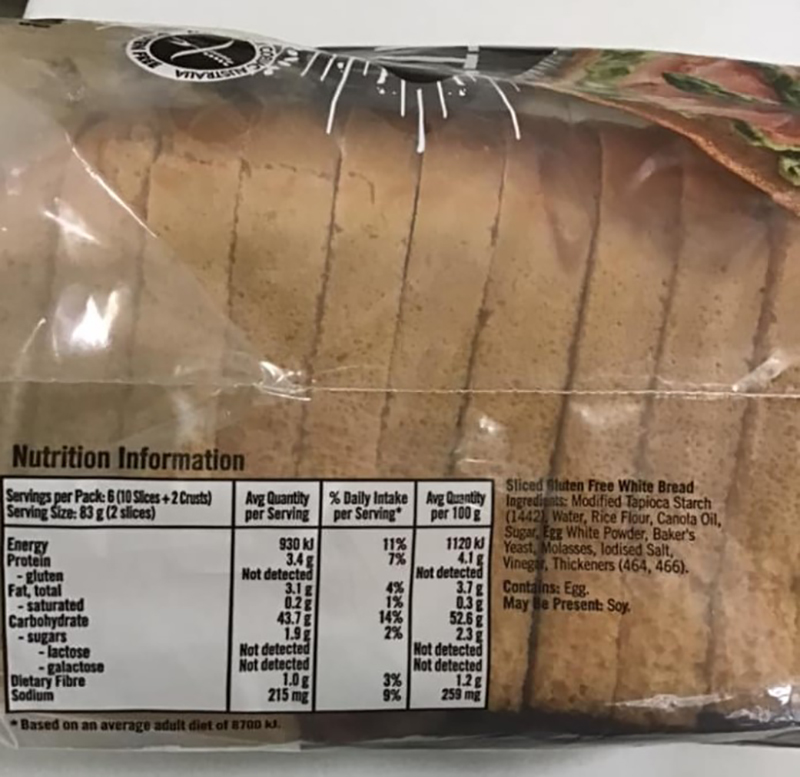 COELIAC AUSTRALIA
Nutrition Information
Servings per Pack: 6 (10 Slices + 2 Crusts)
Serving Size: 83 g (2 slices)
Avg Quantity per Serving
% Daily Intake per Serving*
Avg Quantity per 100 g
Energy 930 kJ 11% 1120 kJ
Protein 3.4 g 7% 4.1 g
- gluten Not detected Not detected
Fat, total 3.1 g 4% 3.7 g
- saturated 0.2 g 1% 0.3 g
Carbohydrate 43.7 g 14% 52.6 g
- sugars 1.9 g 2% 2.3 g
- lactose Not detected Not detected
- galactose Not detected Not detected
Dietary Fibre 1.0 g 3% 1.2 g
Sodium 215 mg 9% 259 mg
* Based on an average adult diet of 8700 kJ.
Sliced Gluten Free White Bread
Ingredients: Modified Tapioca Starch
(1442), Water, Rice Flour, Canola Oil,
Sugar, Egg White Powder, Baker's
Yeast, Molasses, Iodised Salt,
Vinegar, Thickeners (464, 466).
Contains: Egg.
May Be Present: Soy.